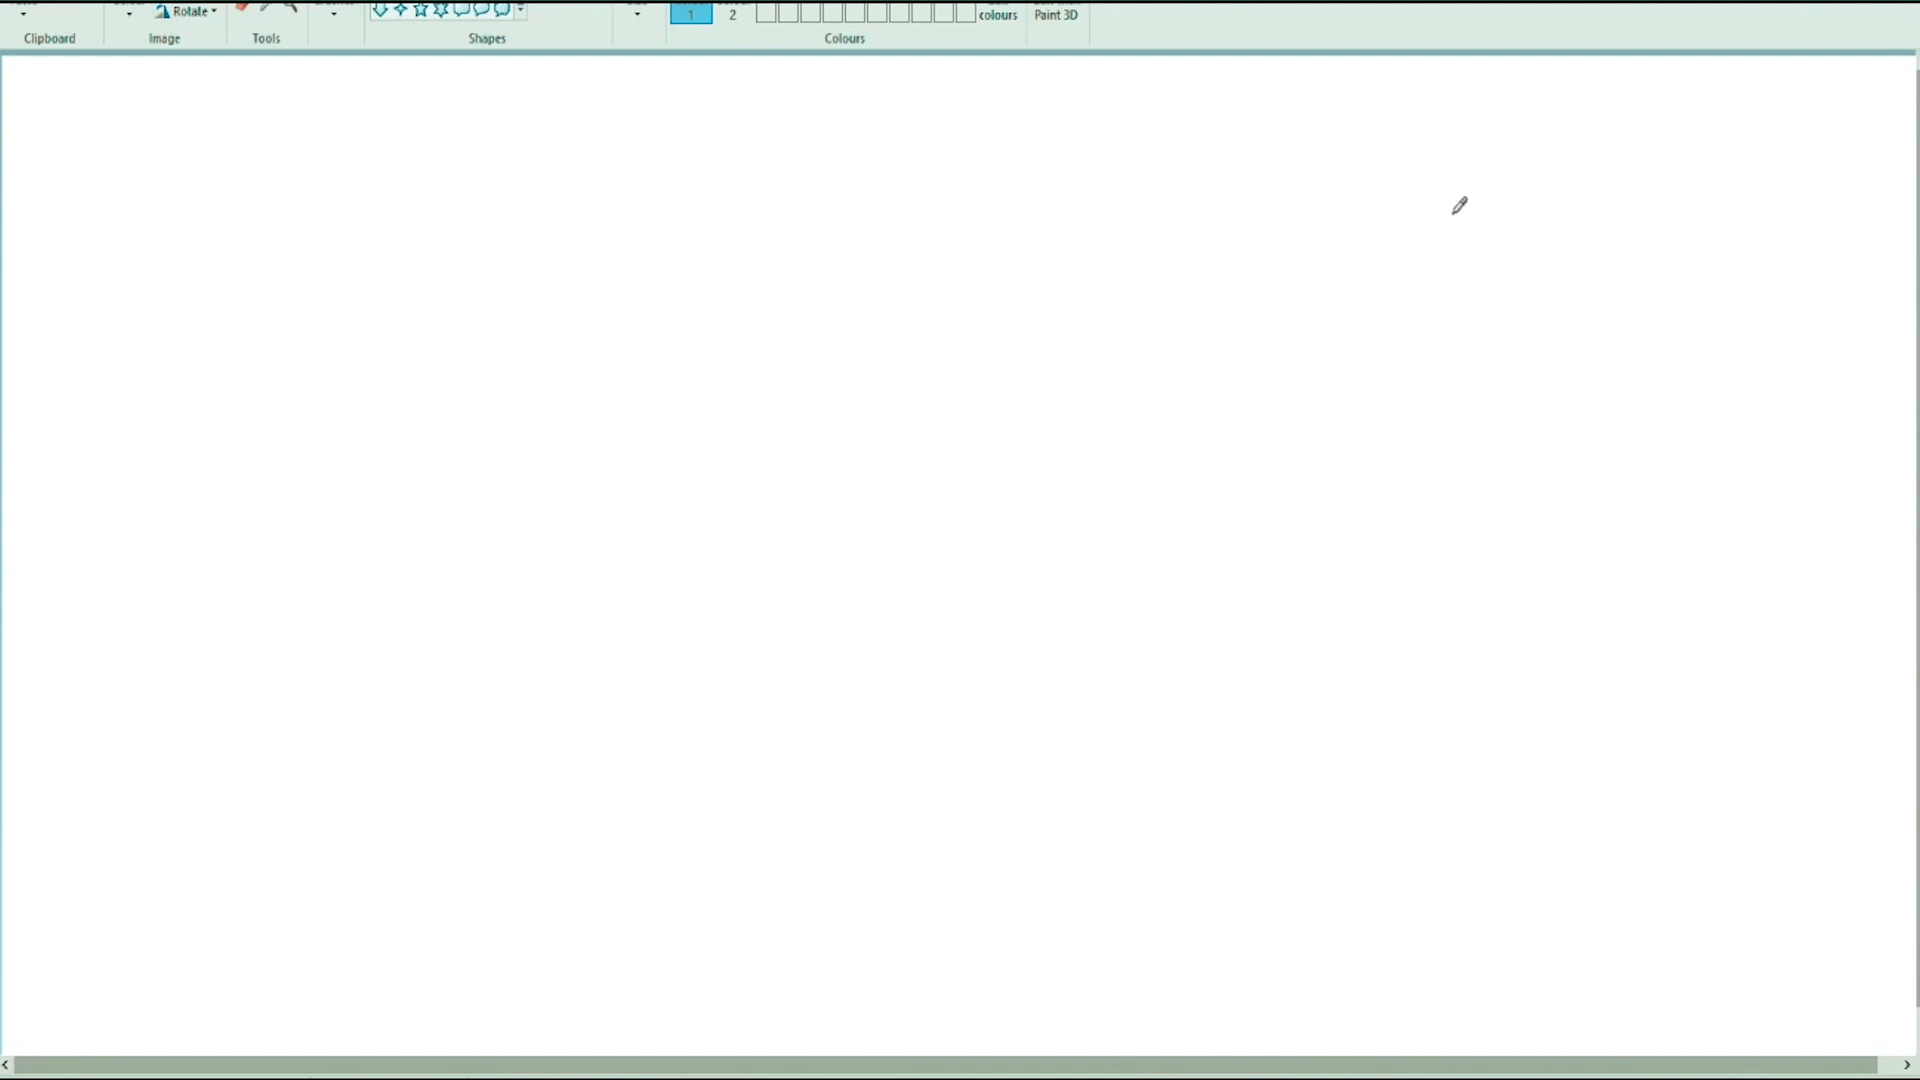 Rotate
1
2
colours
Paint 3D
Clipboard
Image
Tools
Shapes
Colours